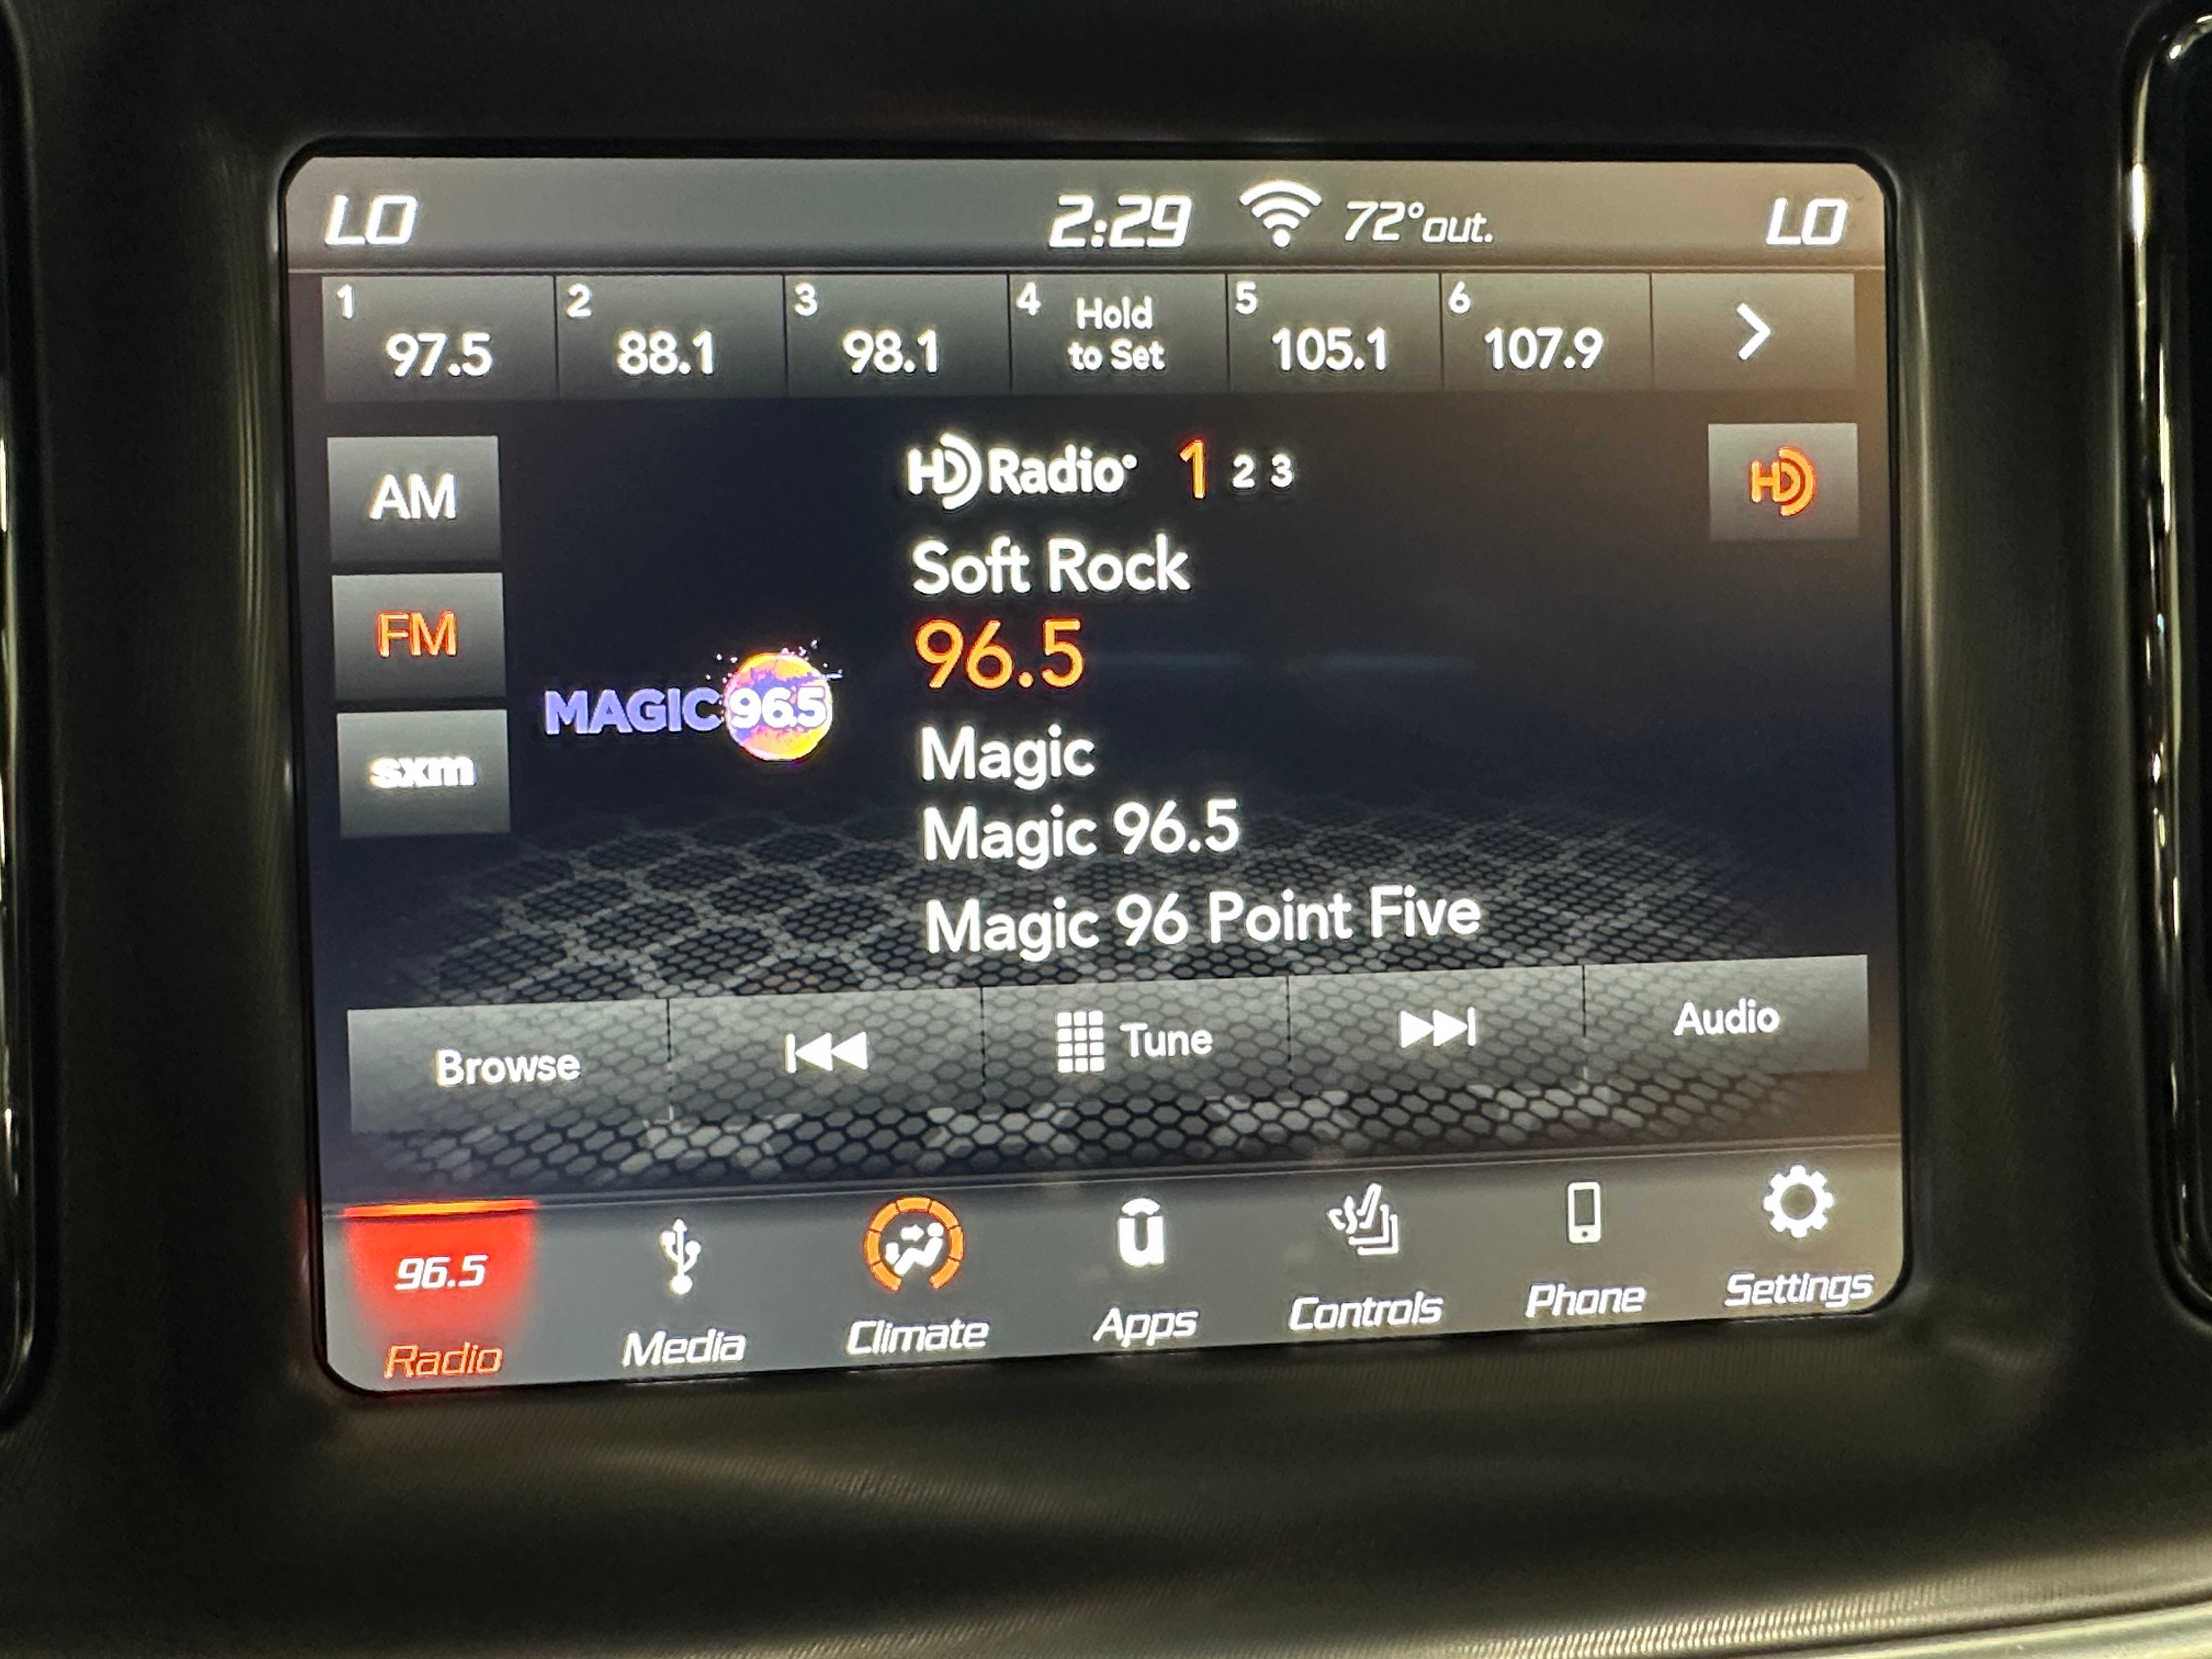 LO 2:29 72°out. LO
1 97.5 2 88.1 3 98.1 4 Hold to Set 5 105.1 6 107.9
HD Radio 1 2 3
HD
AM
Soft Rock
FM
96.5
MAGIC 96.5
sxm
Magic
Magic 96.5
Magic 96 Point Five
Browse Tune Audio
96.5 u
Radio Media Climate Apps Controls Phone Settings